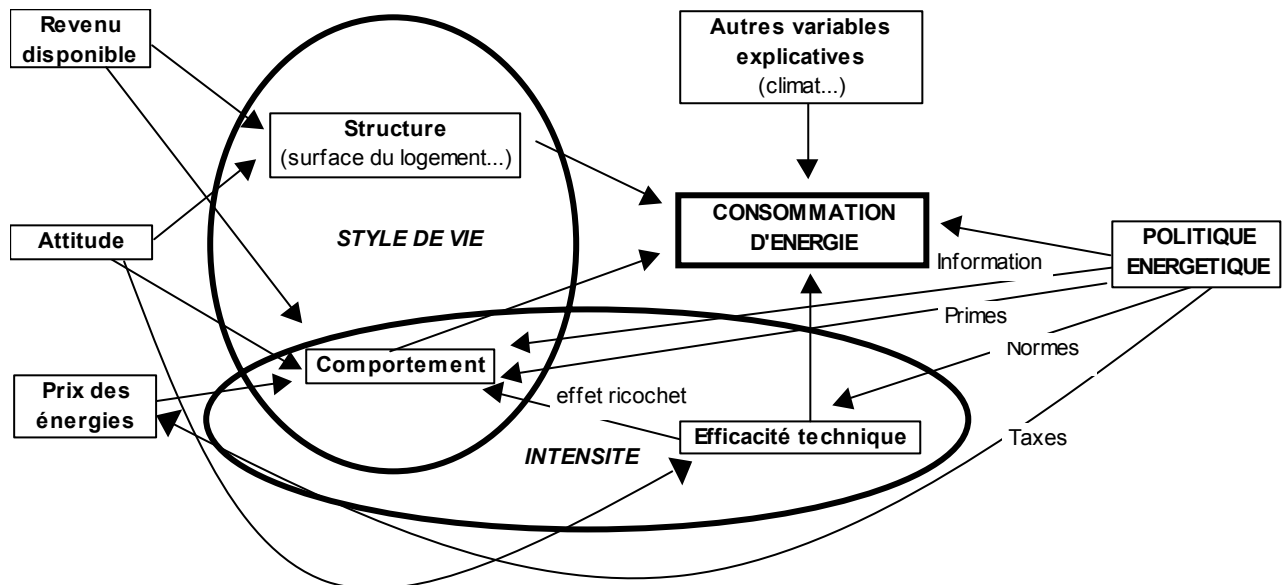 Revenu
disponible
Autres variables
explicatives
(climat...)
Structure
(surface du logement...)
CONSOMMATION
D'ENERGIE
Attitude
STYLE DE VIE
POLITIQUE
ENERGETIQUE
Information
Primes
Normes
Comportement
Prix des
énergies
effet ricochet
Efficacité technique
Taxes
INTENSITE